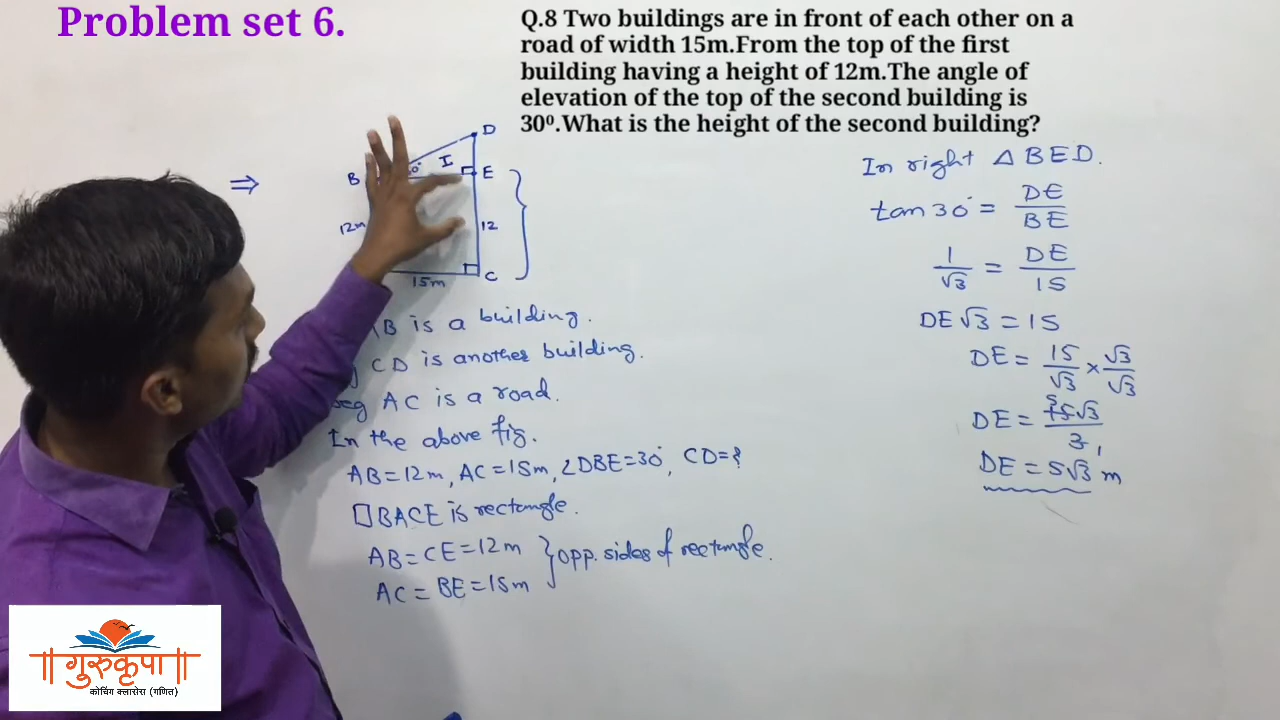 Problem set 6.
Q.8 Two buildings are in front of each other on a
road of width 15m.From the top of the first
building having a height of 12m.The angle of
elevation of the top of the second building is
30⁰.What is the height of the second building?
⇒
D
I
B
E
12m
12
15m
C
AB is a building.
CD is another building.
seg AC is a road.
In the above fig.
AB=12m, AC=15m, ∠DBE=30°, CD=?
□BACE is rectangle.
AB=CE=12m
AC=BE=15m
} opp. sides of rectangle.
In right △ BED.
tan 30° = DE/BE
1/√3 = DE/15
DE√3 = 15
DE = 15/√3 × √3/√3
DE = 15√3/3
5
1
DE = 5√3 m
गुरुकृपा
कोचिंग क्लासेस (गणित)